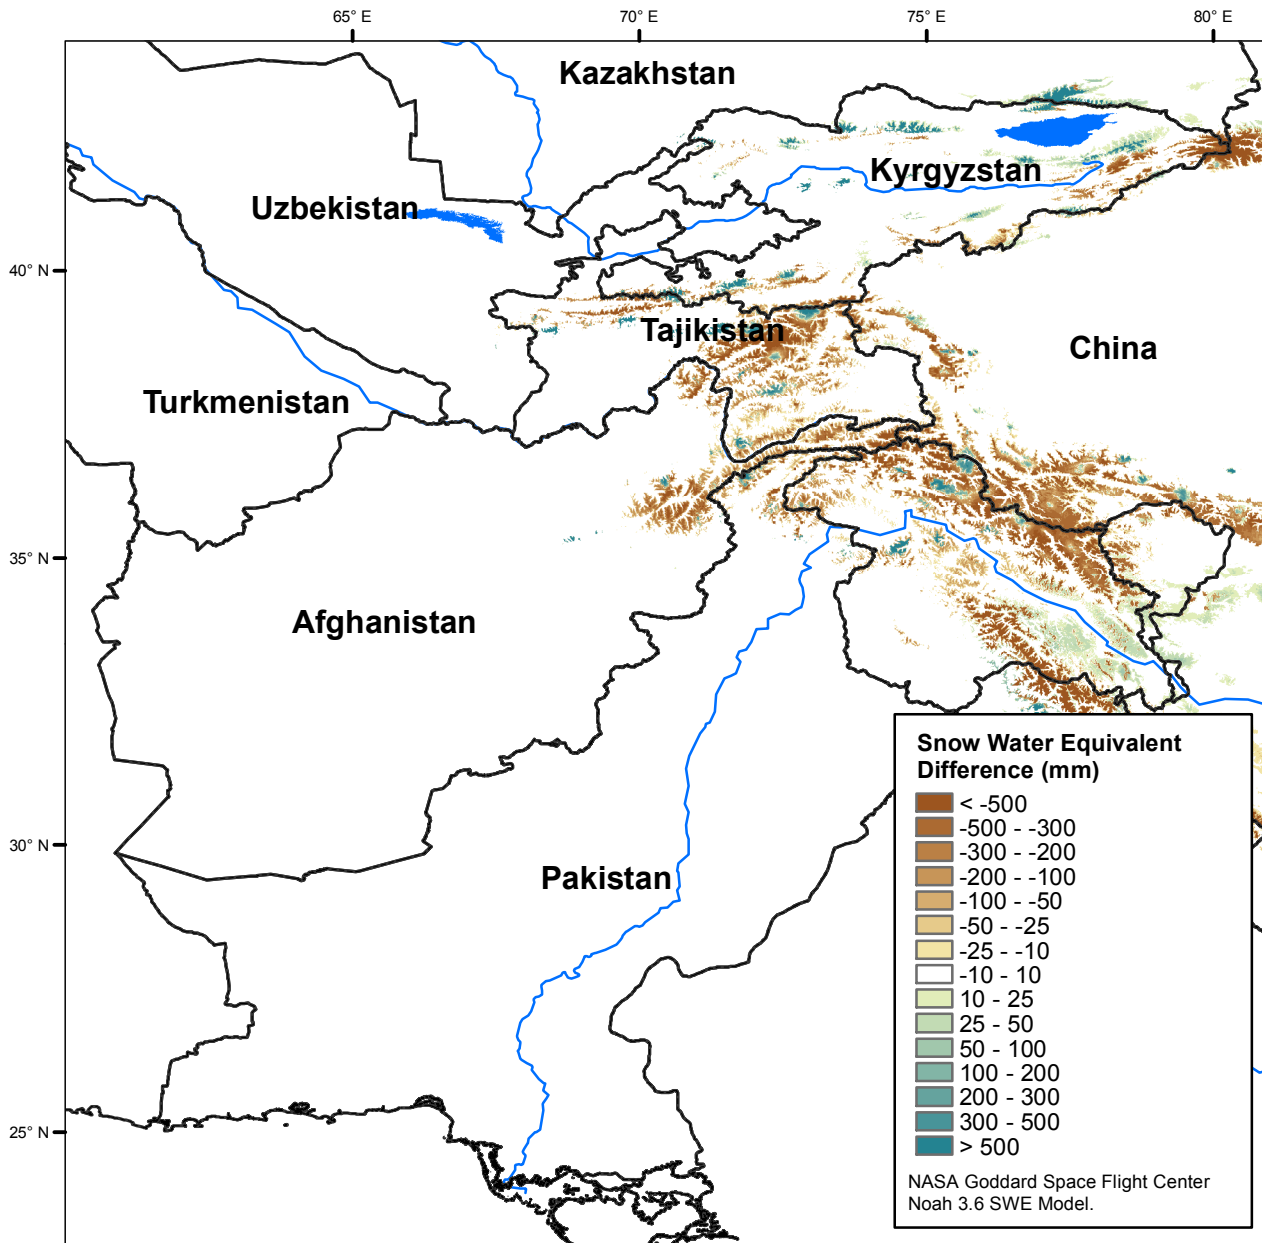 65° E
70° E
75° E
80° E
Kazakhstan
Kyrgyzstan
Uzbekistan
40° N
Tajikistan
China
Turkmenistan
35° N
Afghanistan
30° N
Pakistan
25° N
Snow Water Equivalent
Difference (mm)
< -500
-500 - -300
-300 - -200
-200 - -100
-100 - -50
-50 - -25
-25 - -10
-10 - 10
10 - 25
25 - 50
50 - 100
100 - 200
200 - 300
300 - 500
> 500
NASA Goddard Space Flight Center
Noah 3.6 SWE Model.